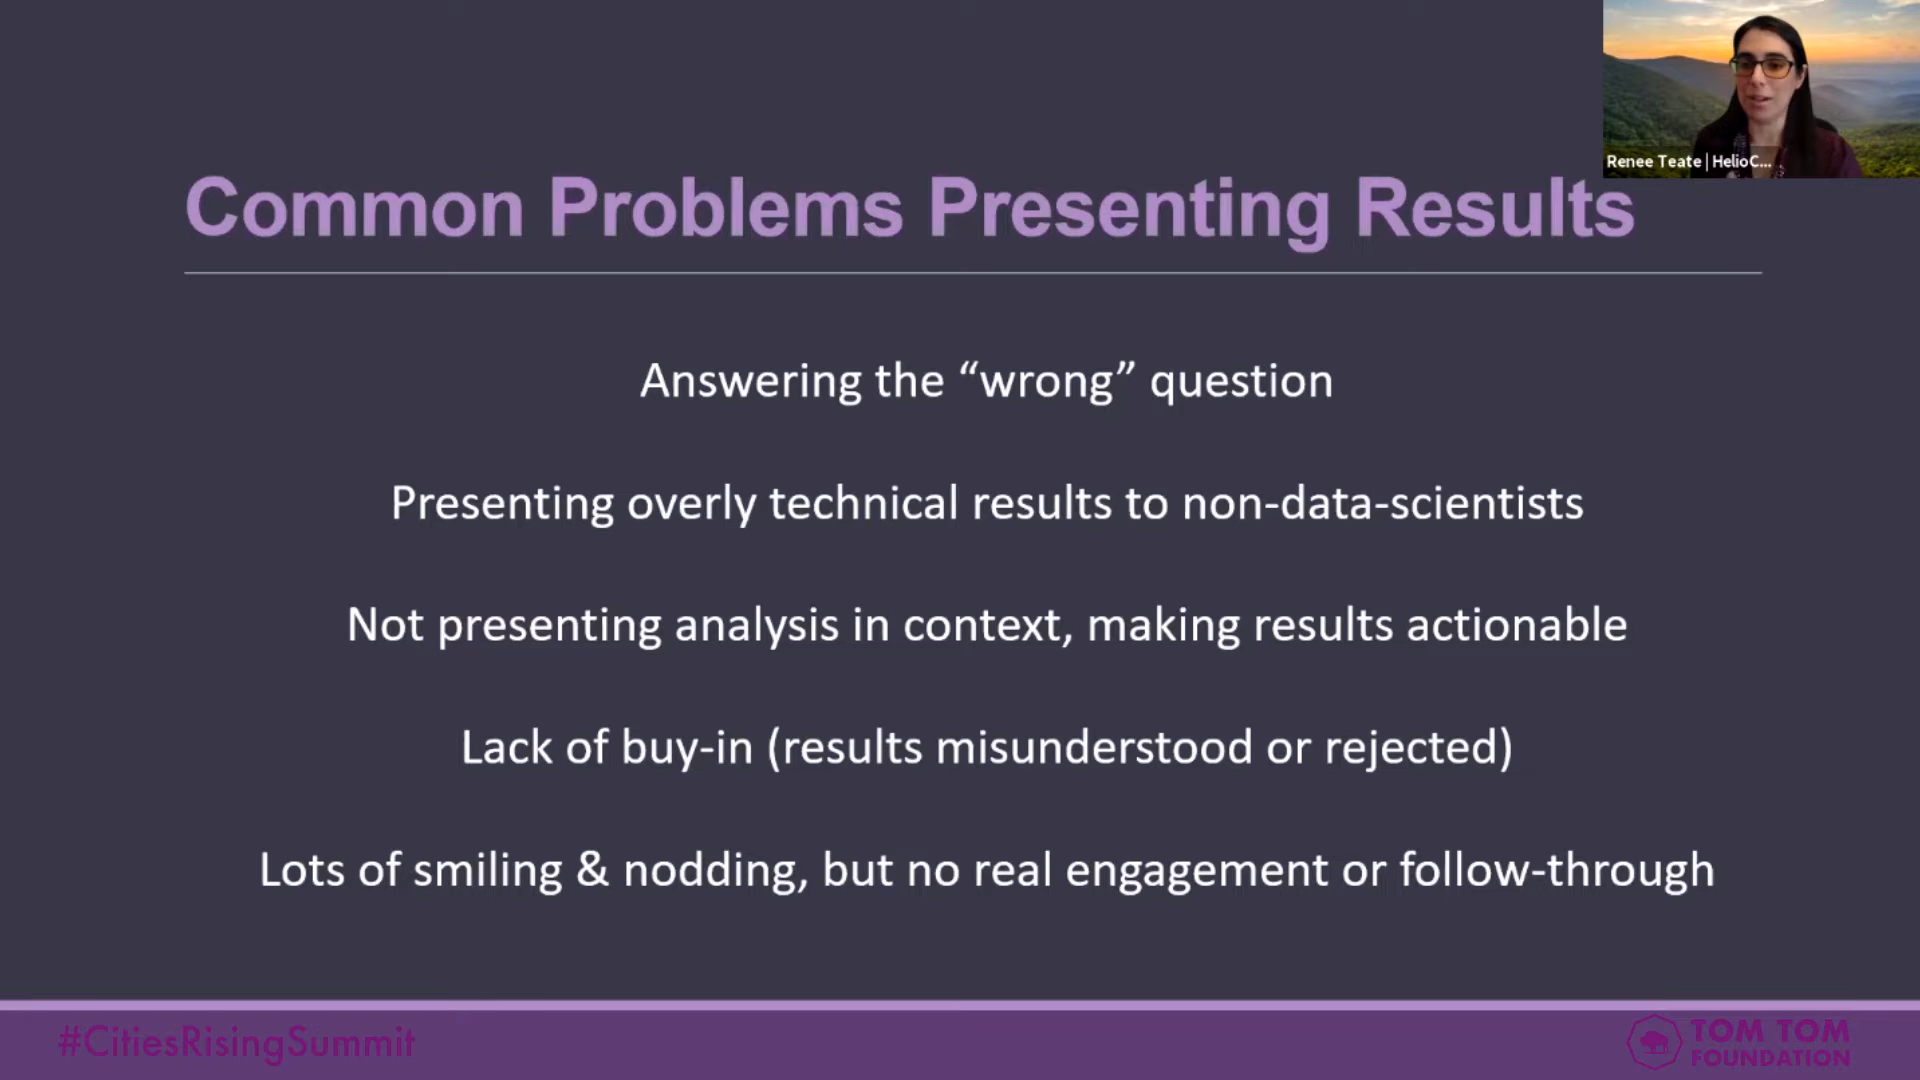 Renee Teate | HelioC...
Common Problems Presenting Results
Answering the “wrong” question
Presenting overly technical results to non-data-scientists
Not presenting analysis in context, making results actionable
Lack of buy-in (results misunderstood or rejected)
Lots of smiling & nodding, but no real engagement or follow-through
#CitiesRisingSummit
TOM TOM
FOUNDATION